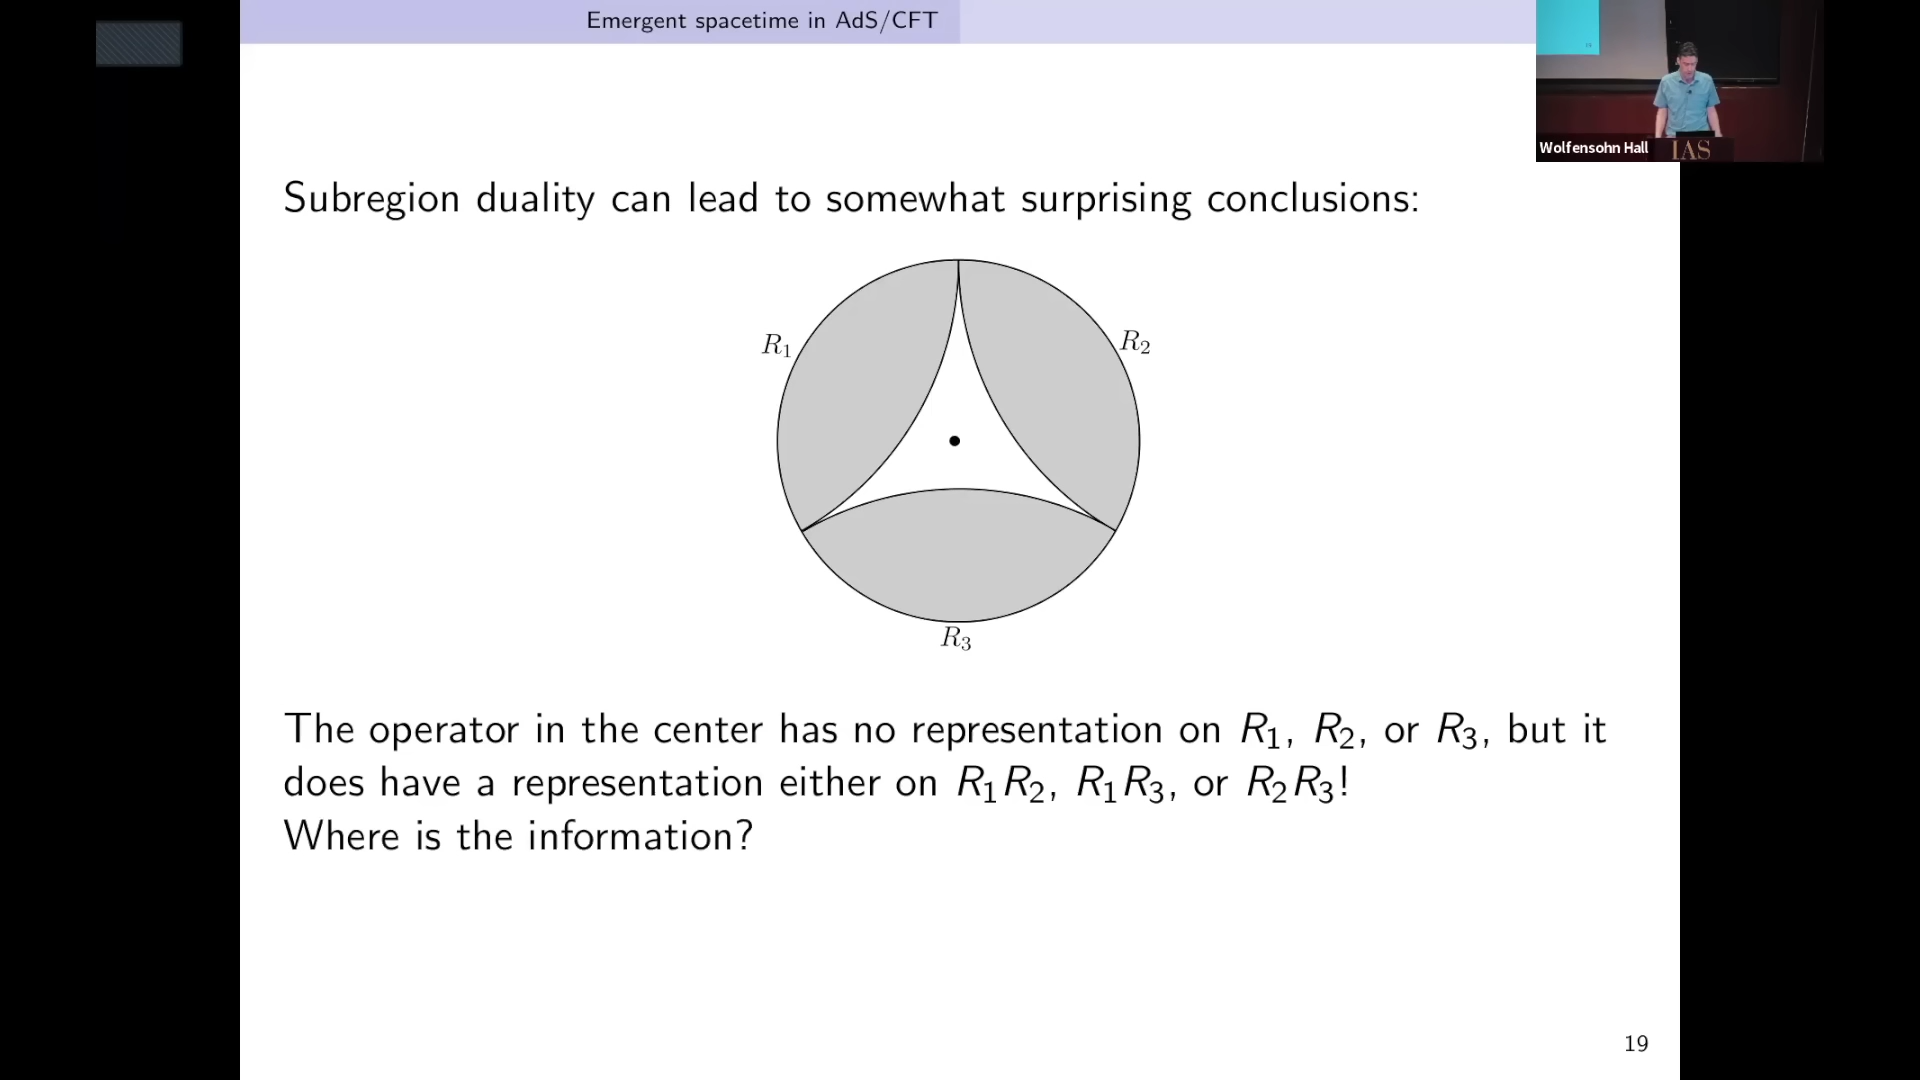 Emergent spacetime in AdS/CFT
Wolfensohn Hall
IAS
Subregion duality can lead to somewhat surprising conclusions:
R₁
R₂
R₃
The operator in the center has no representation on R₁, R₂, or R₃, but it
does have a representation either on R₁R₂, R₁R₃, or R₂R₃!
Where is the information?
19